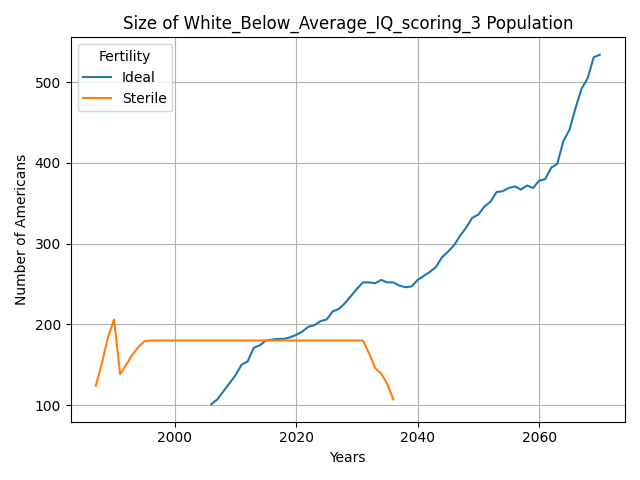 Size of White_Below_Average_IQ_scoring_3 Population
Fertility
Ideal
Sterile
Number of Americans
500
400
300
200
100
2000
2020
2040
2060
Years